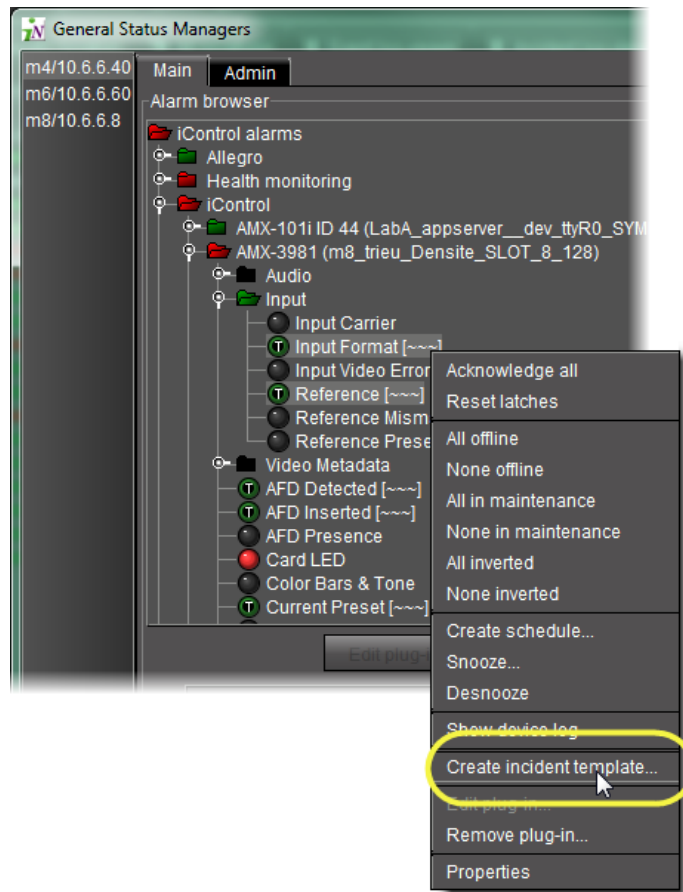 iN General Status Managers
m4/10.6.6.40
m6/10.6.6.60
m8/10.6.6.8
Main Admin
Alarm browser
iControl alarms
Allegro
Health monitoring
iControl
AMX-101i ID 44 (LabA_appserver__dev_ttyR0_SYM
AMX-3981 (m8_trieu_Densite_SLOT_8_128)
Audio
Input
Input Carrier
T Input Format [~~~]
Input Video Error
T Reference [~~~]
Reference Mism
Reference Prese
Video Metadata
T AFD Detected [~~~]
T AFD Inserted [~~~]
AFD Presence
Card LED
Color Bars & Tone
T Current Preset [~~~]
Edit plug-i
Acknowledge all
Reset latches
All offline
None offline
All in maintenance
None in maintenance
All inverted
None inverted
Create schedule...
Snooze...
Desnooze
Show device log
Create incident template...
Edit plug-in...
Remove plug-in...
Properties